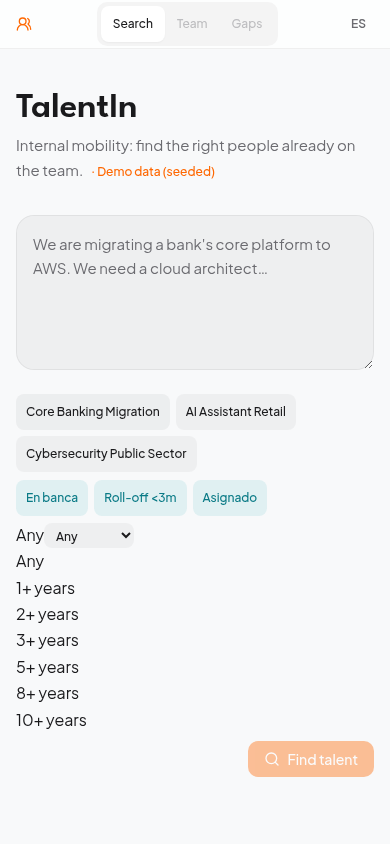 Search Team Gaps ES
TalentIn
Internal mobility: find the right people already on
the team. · Demo data (seeded)
We are migrating a bank's core platform to
AWS. We need a cloud architect...
Core Banking Migration AI Assistant Retail
Cybersecurity Public Sector
En banca Roll-off <3m Asignado
Any Any
Any
1+ years
2+ years
3+ years
5+ years
8+ years
10+ years
Find talent